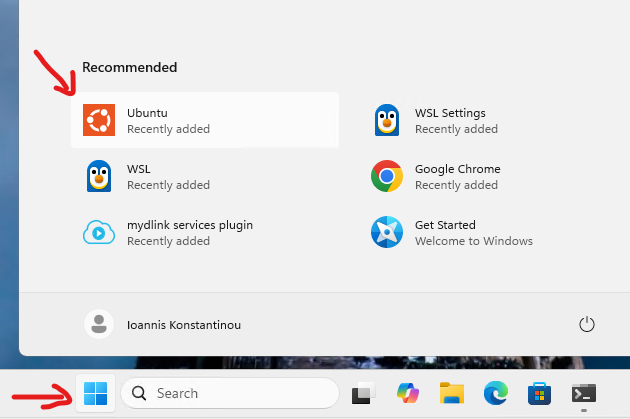 Recommended
Ubuntu
Recently added
WSL Settings
Recently added
WSL
Recently added
Google Chrome
Recently added
mydlink services plugin
Recently added
Get Started
Welcome to Windows
Ioannis Konstantinou
Search